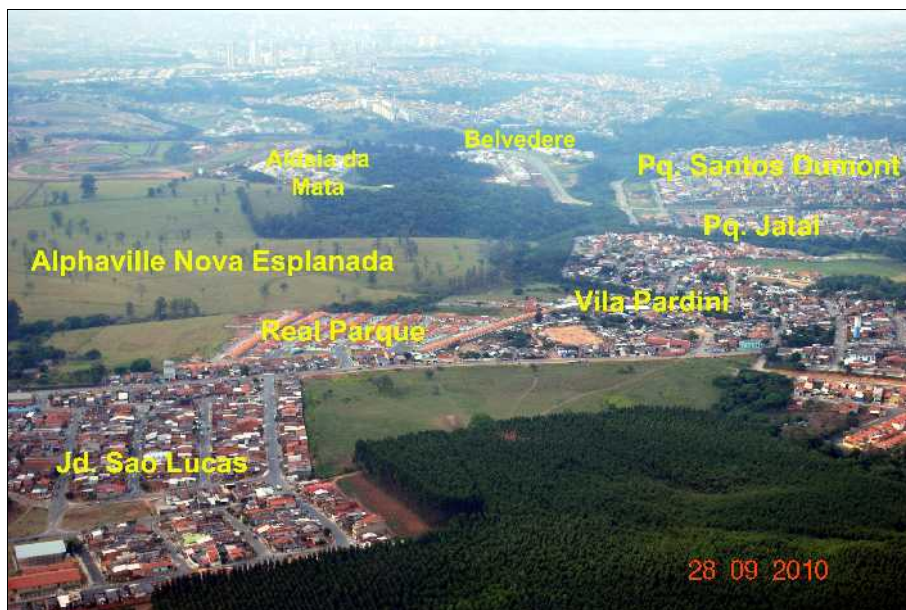 Belvedere
Aldeia da
Mata
Pq. Santos Dumont
Pq. Jatai
Alphaville Nova Esplanada
Vila Pardini
Real Parque
Jd. Sao Lucas
28 09 2010